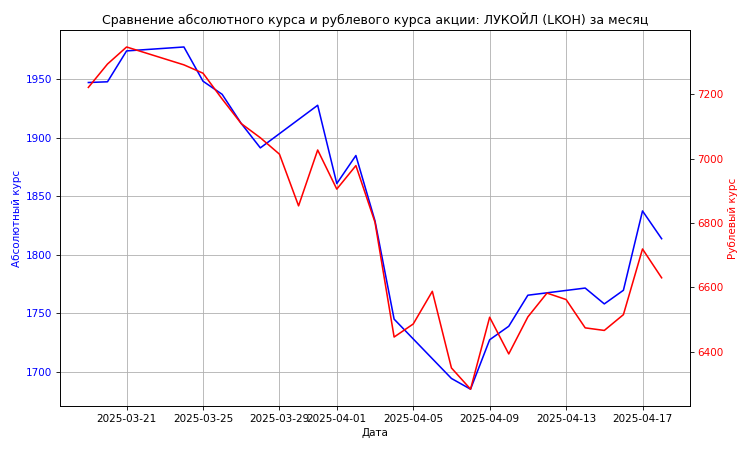 Сравнение абсолютного курса и рублевого курса акции: ЛУКОЙЛ (LKOH) за месяц
Абсолютный курс
1950
1900
1850
1800
1750
1700
7200
7000
6800
6600
6400
Рублевый курс
2025-03-21 2025-03-25 2025-03-29 2025-04-01 2025-04-05 2025-04-09 2025-04-13 2025-04-17
Дата